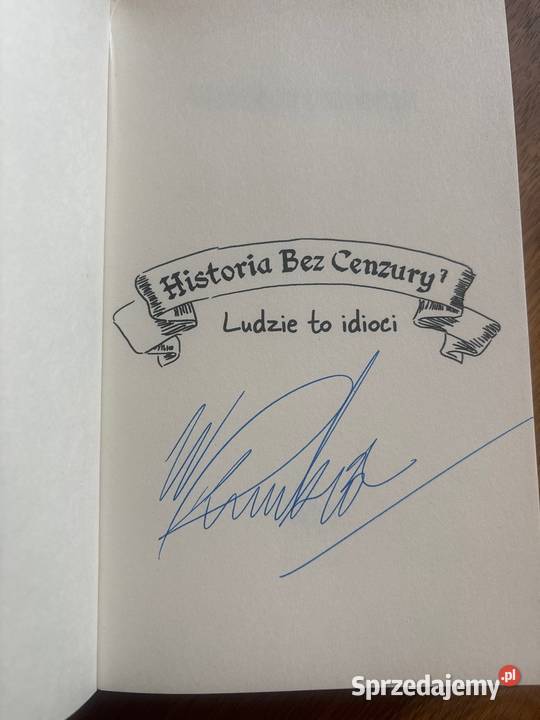 Historia Bez Cenzury 7
Ludzie to idioci
Sprzedajemy.pl